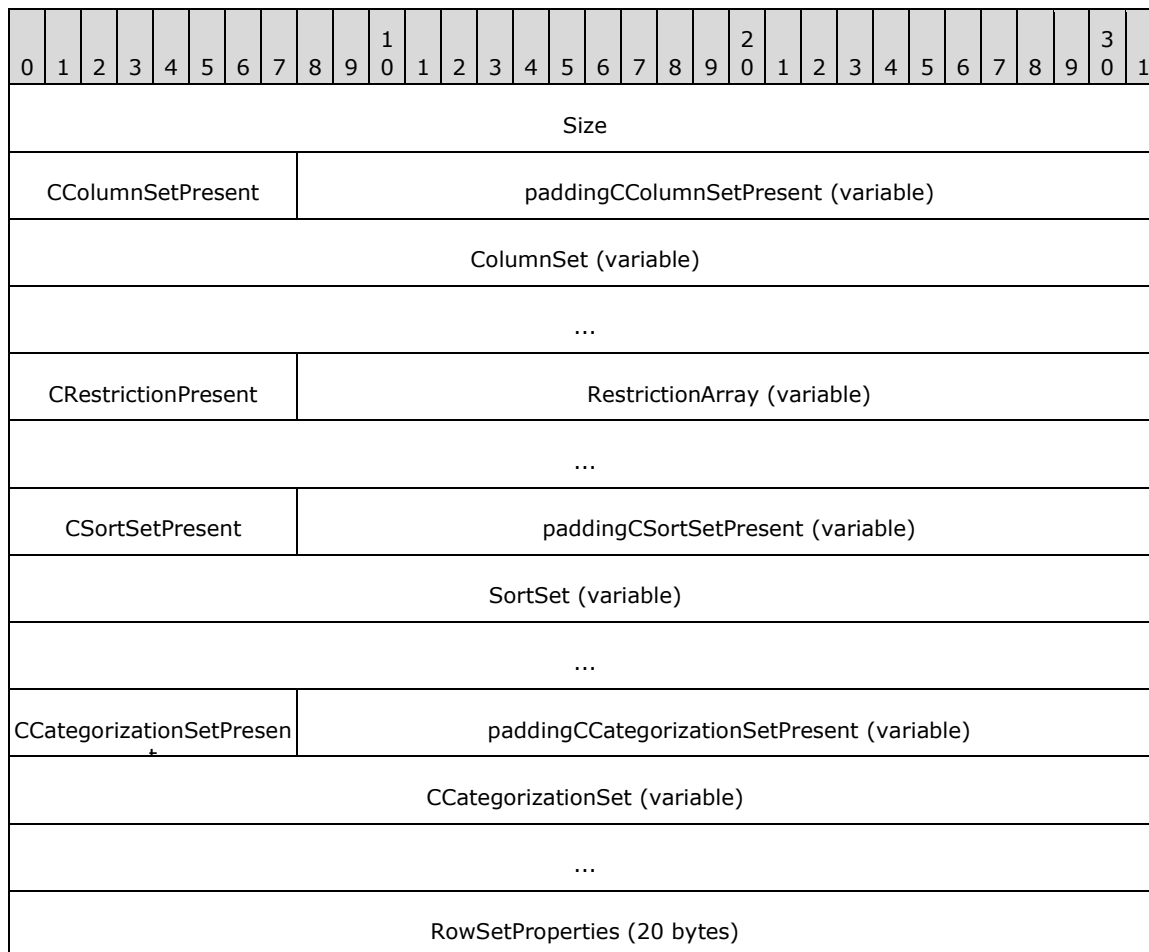 1 2 3
0 1 2 3 4 5 6 7 8 9 0 1 2 3 4 5 6 7 8 9 0 1 2 3 4 5 6 7 8 9 0 1
Size
CColumnSetPresent paddingCColumnSetPresent (variable)
ColumnSet (variable)
...
CRestrictionPresent RestrictionArray (variable)
...
CSortSetPresent paddingCSortSetPresent (variable)
SortSet (variable)
...
CCategorizationSetPresen paddingCCategorizationSetPresent (variable)
t
CCategorizationSet (variable)
...
RowSetProperties (20 bytes)